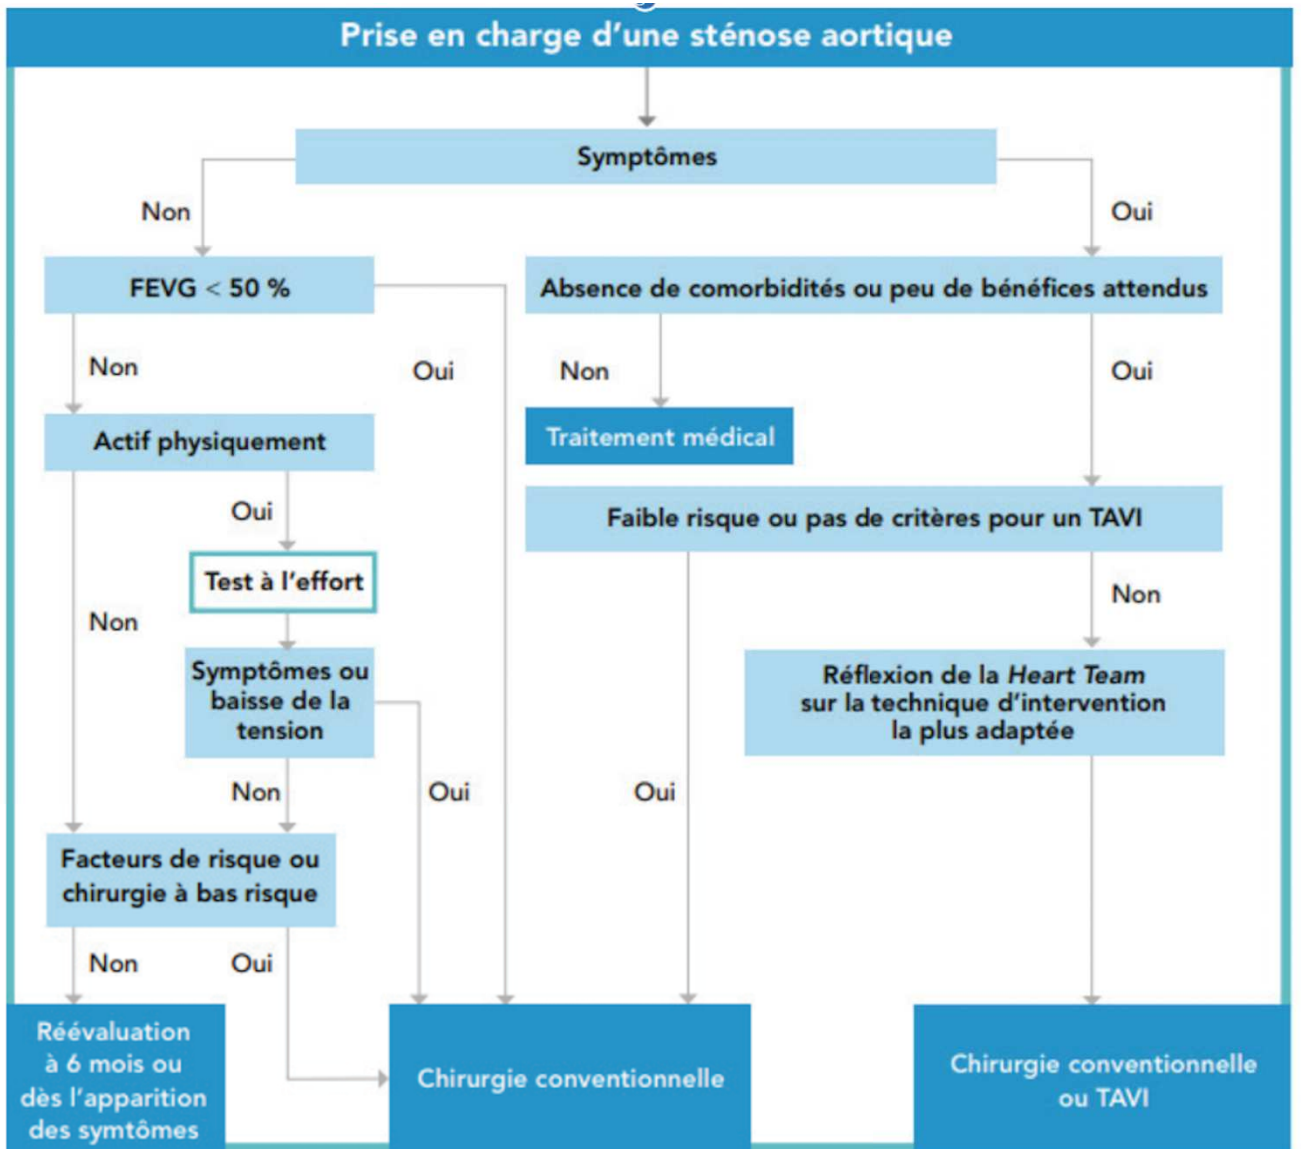 Prise en charge d'une sténose aortique
Symptômes
Non
Oui
FEVG < 50 %
Absence de comorbidités ou peu de bénéfices attendus
Non
Oui
Non
Oui
Actif physiquement
Traitement médical
Oui
Faible risque ou pas de critères pour un TAVI
Test à l'effort
Non
Non
Symptômes ou
baisse de la
tension
Réflexion de la Heart Team
sur la technique d'intervention
la plus adaptée
Non
Oui
Oui
Facteurs de risque ou
chirurgie à bas risque
Non
Oui
Réévaluation
à 6 mois ou
dès l'apparition
des symtômes
Chirurgie conventionnelle
Chirurgie conventionnelle
ou TAVI